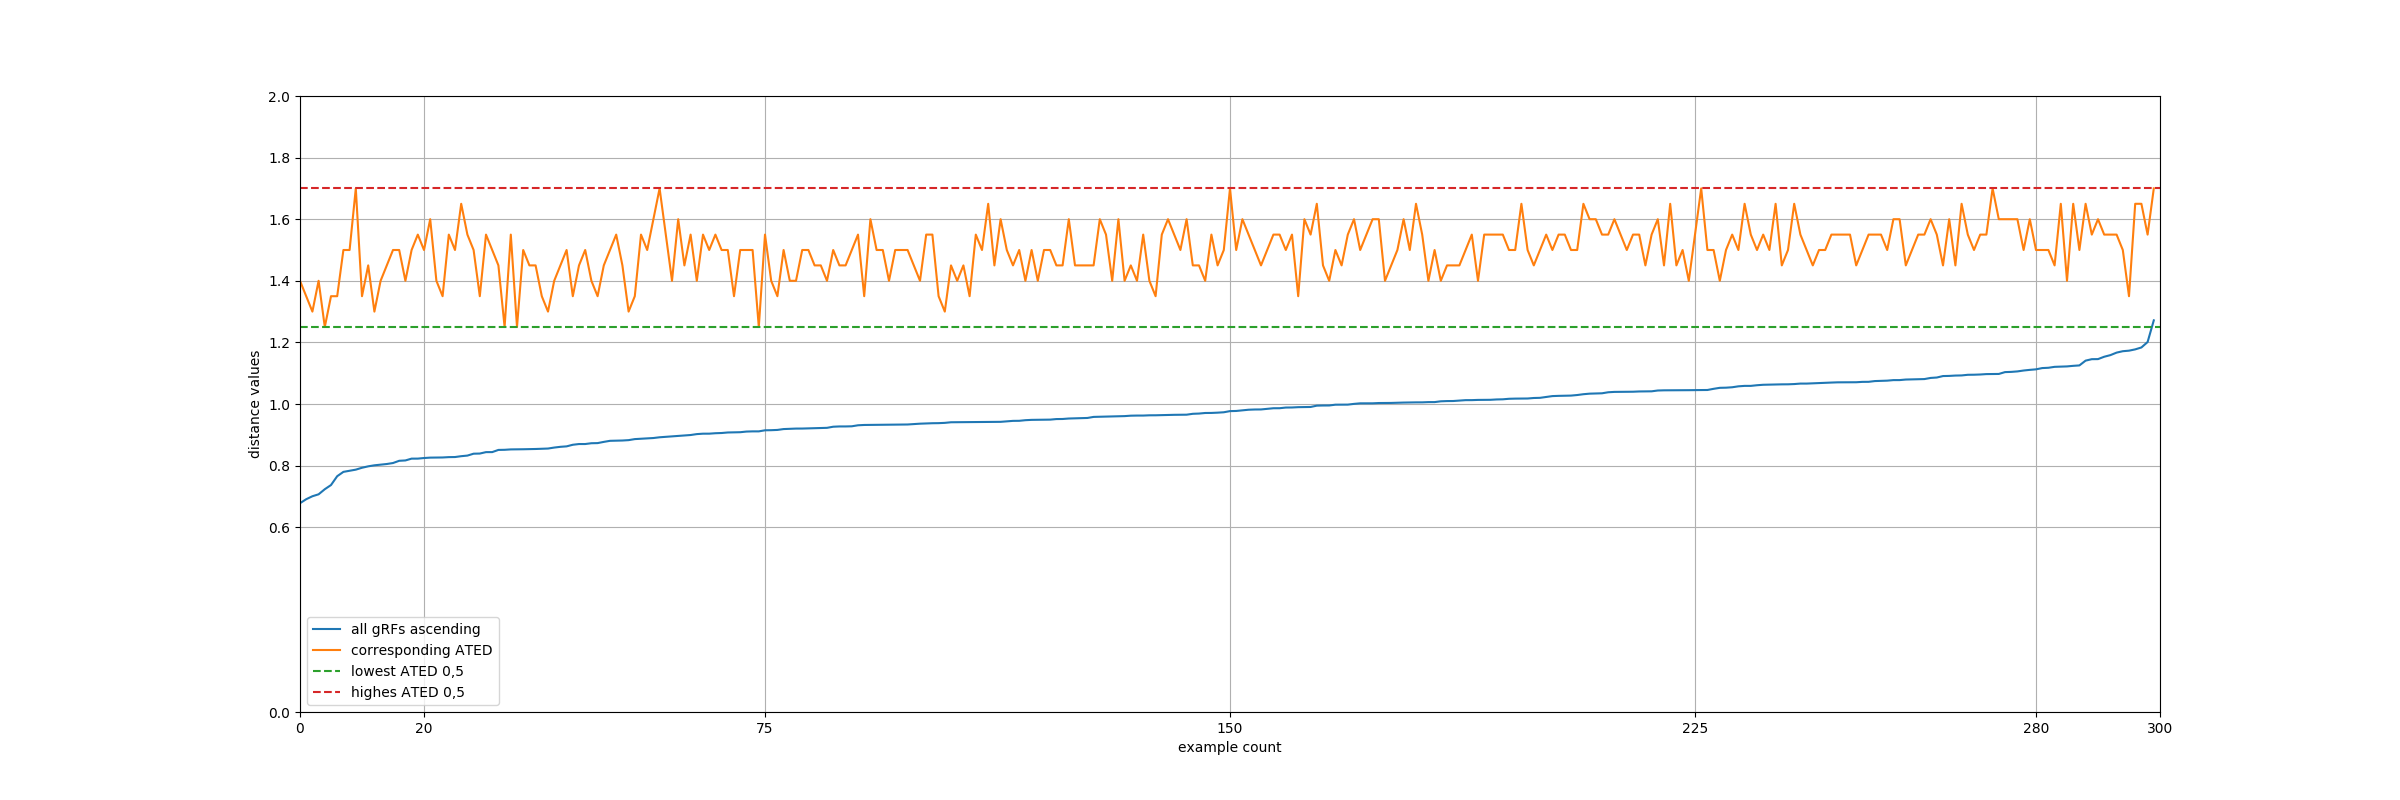 2.0
1.8
1.6
1.4
1.2
1.0
0.8
0.6
0.0
distance values
all gRFs ascending
corresponding ATED
lowest ATED 0,5
highes ATED 0,5
0 20 75 150 225 280 300
example count